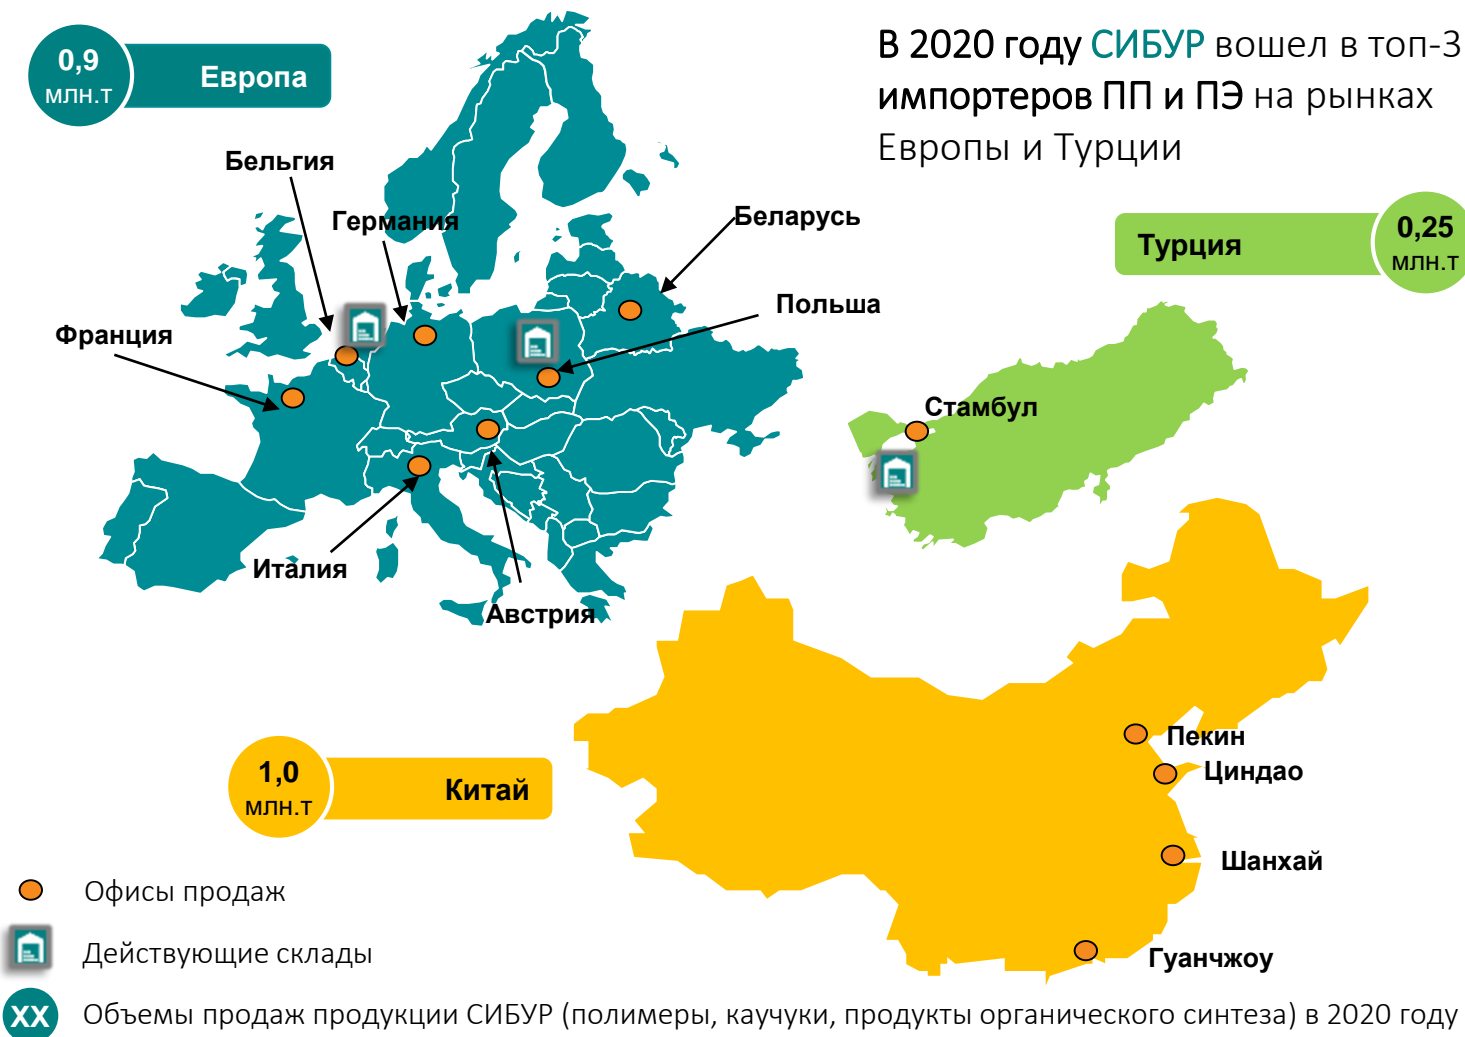 0,9
млн.т
Европа
В 2020 году СИБУР вошел в топ-3
импортеров ПП и ПЭ на рынках
Европы и Турции
Бельгия
Германия
Беларусь
Польша
Франция
Италия
Австрия
Турция
0,25
млн.т
Стамбул
1,0
млн.т
Китай
Пекин
Циндао
Шанхай
Гуанчжоу
Офисы продаж
Действующие склады
XX
Объемы продаж продукции СИБУР (полимеры, каучуки, продукты органического синтеза) в 2020 году